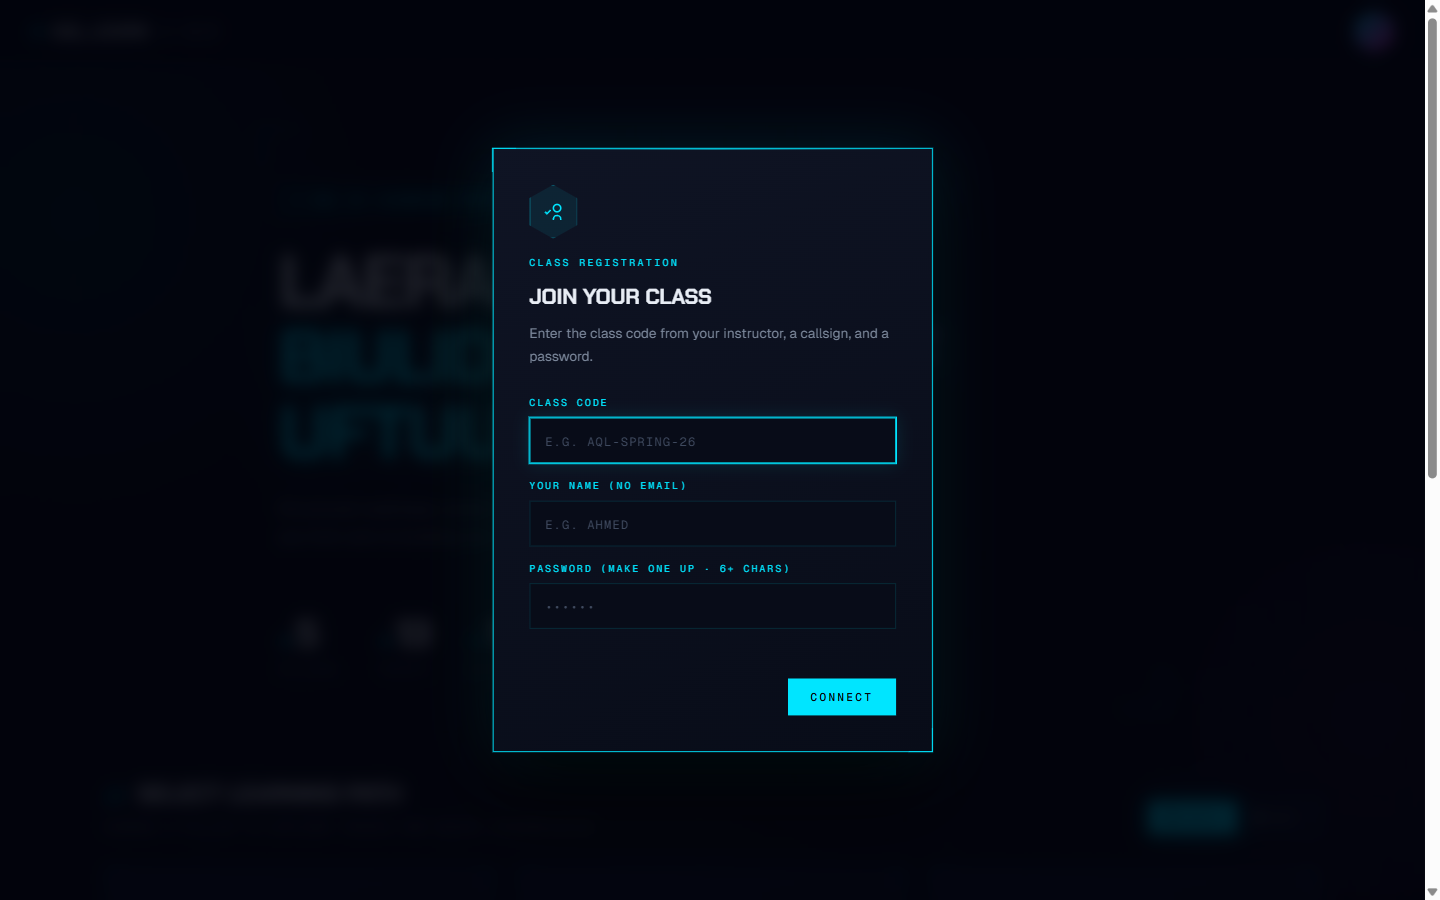 CLASS REGISTRATION
JOIN YOUR CLASS
Enter the class code from your instructor, a callsign, and a
password.
CLASS CODE
E.G. AQL-SPRING-26
YOUR NAME (NO EMAIL)
E.G. AHMED
PASSWORD (MAKE ONE UP · 6+ CHARS)
••••••
CONNECT